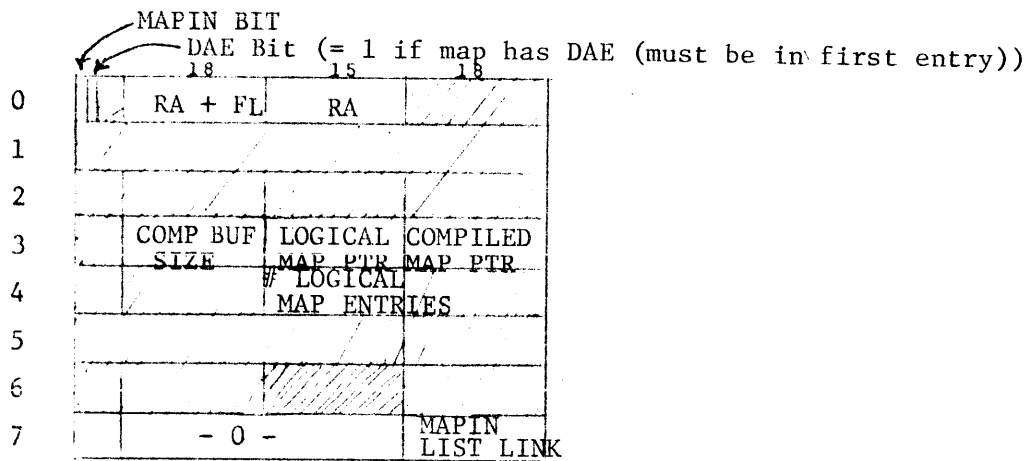 MAPIN BIT
DAE Bit (= 1 if map has DAE (must be in first entry))
18 15 18
0 RA + FL RA
1
2
3 COMP BUF SIZE LOGICAL MAP PTR COMPILED MAP PTR
4 # LOGICAL MAP ENTRIES
5
6
7 - 0 - MAPIN LIST LINK